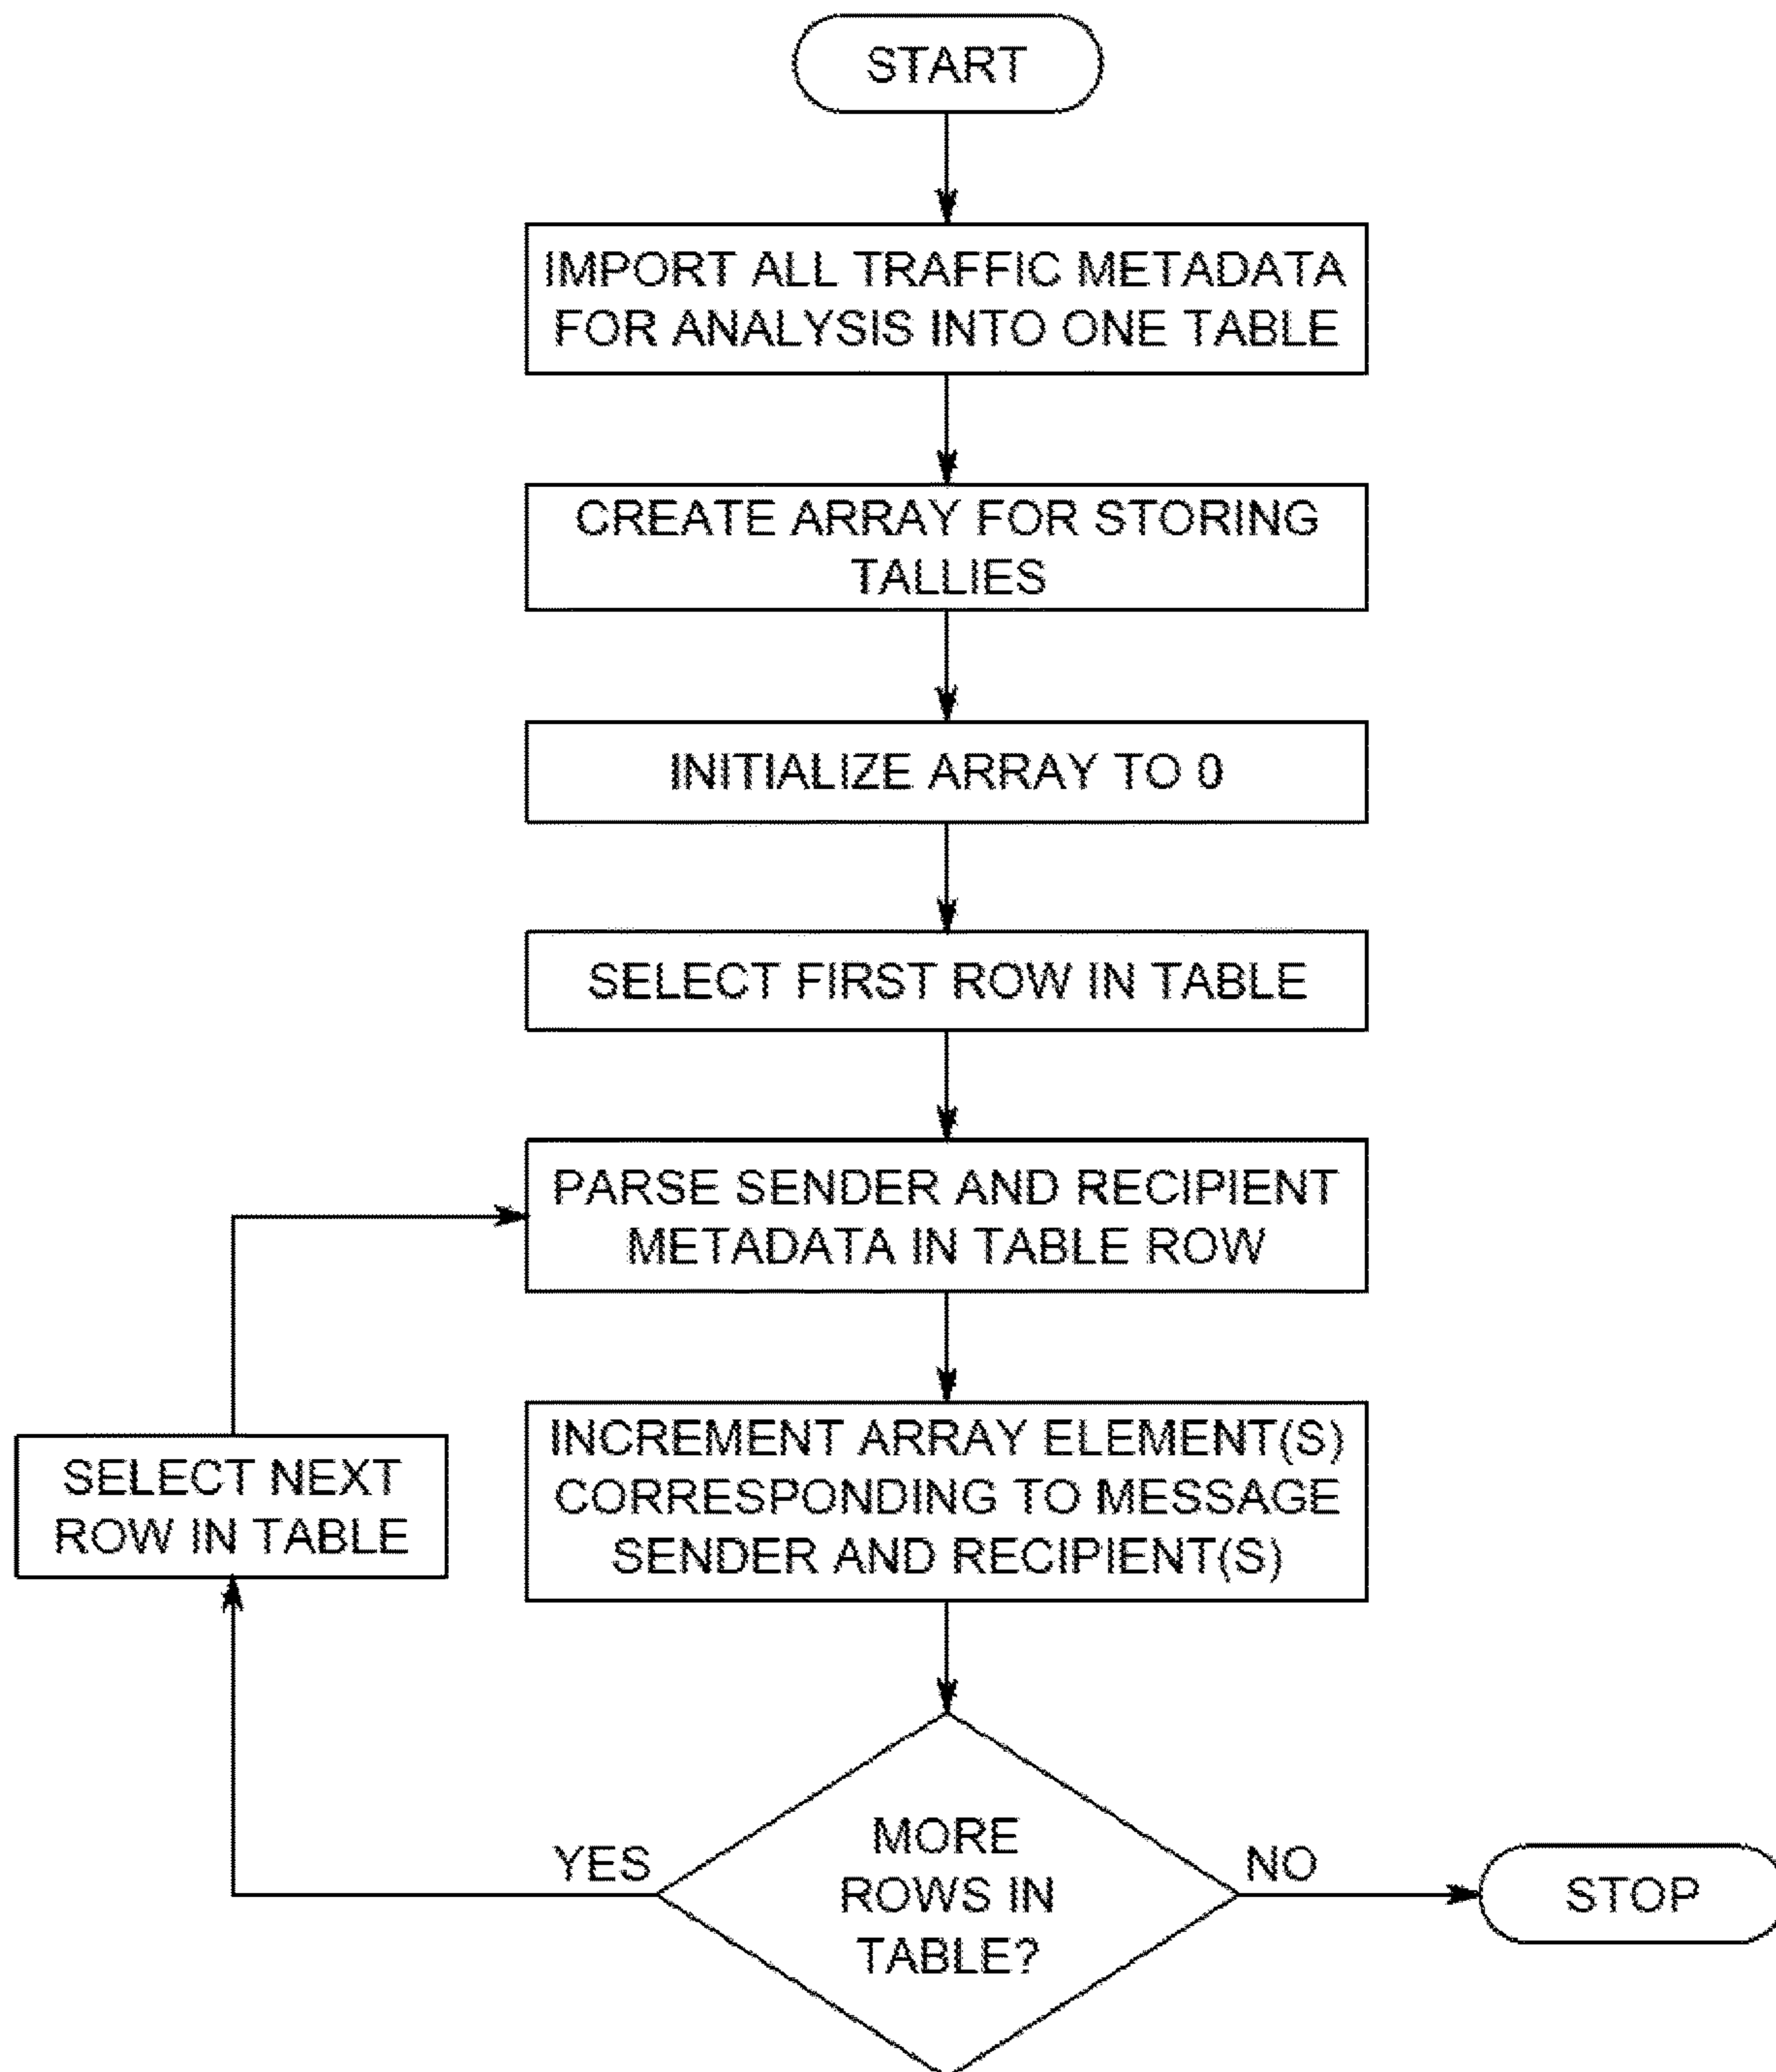 START
IMPORT ALL TRAFFIC METADATA
FOR ANALYSIS INTO ONE TABLE
CREATE ARRAY FOR STORING
TALLIES
INITIALIZE ARRAY TO 0
SELECT FIRST ROW IN TABLE
PARSE SENDER AND RECIPIENT
METADATA IN TABLE ROW
INCREMENT ARRAY ELEMENT(S)
CORRESPONDING TO MESSAGE
SENDER AND RECIPIENT(S)
SELECT NEXT
ROW IN TABLE
MORE
ROWS IN
TABLE?
YES
NO
STOP